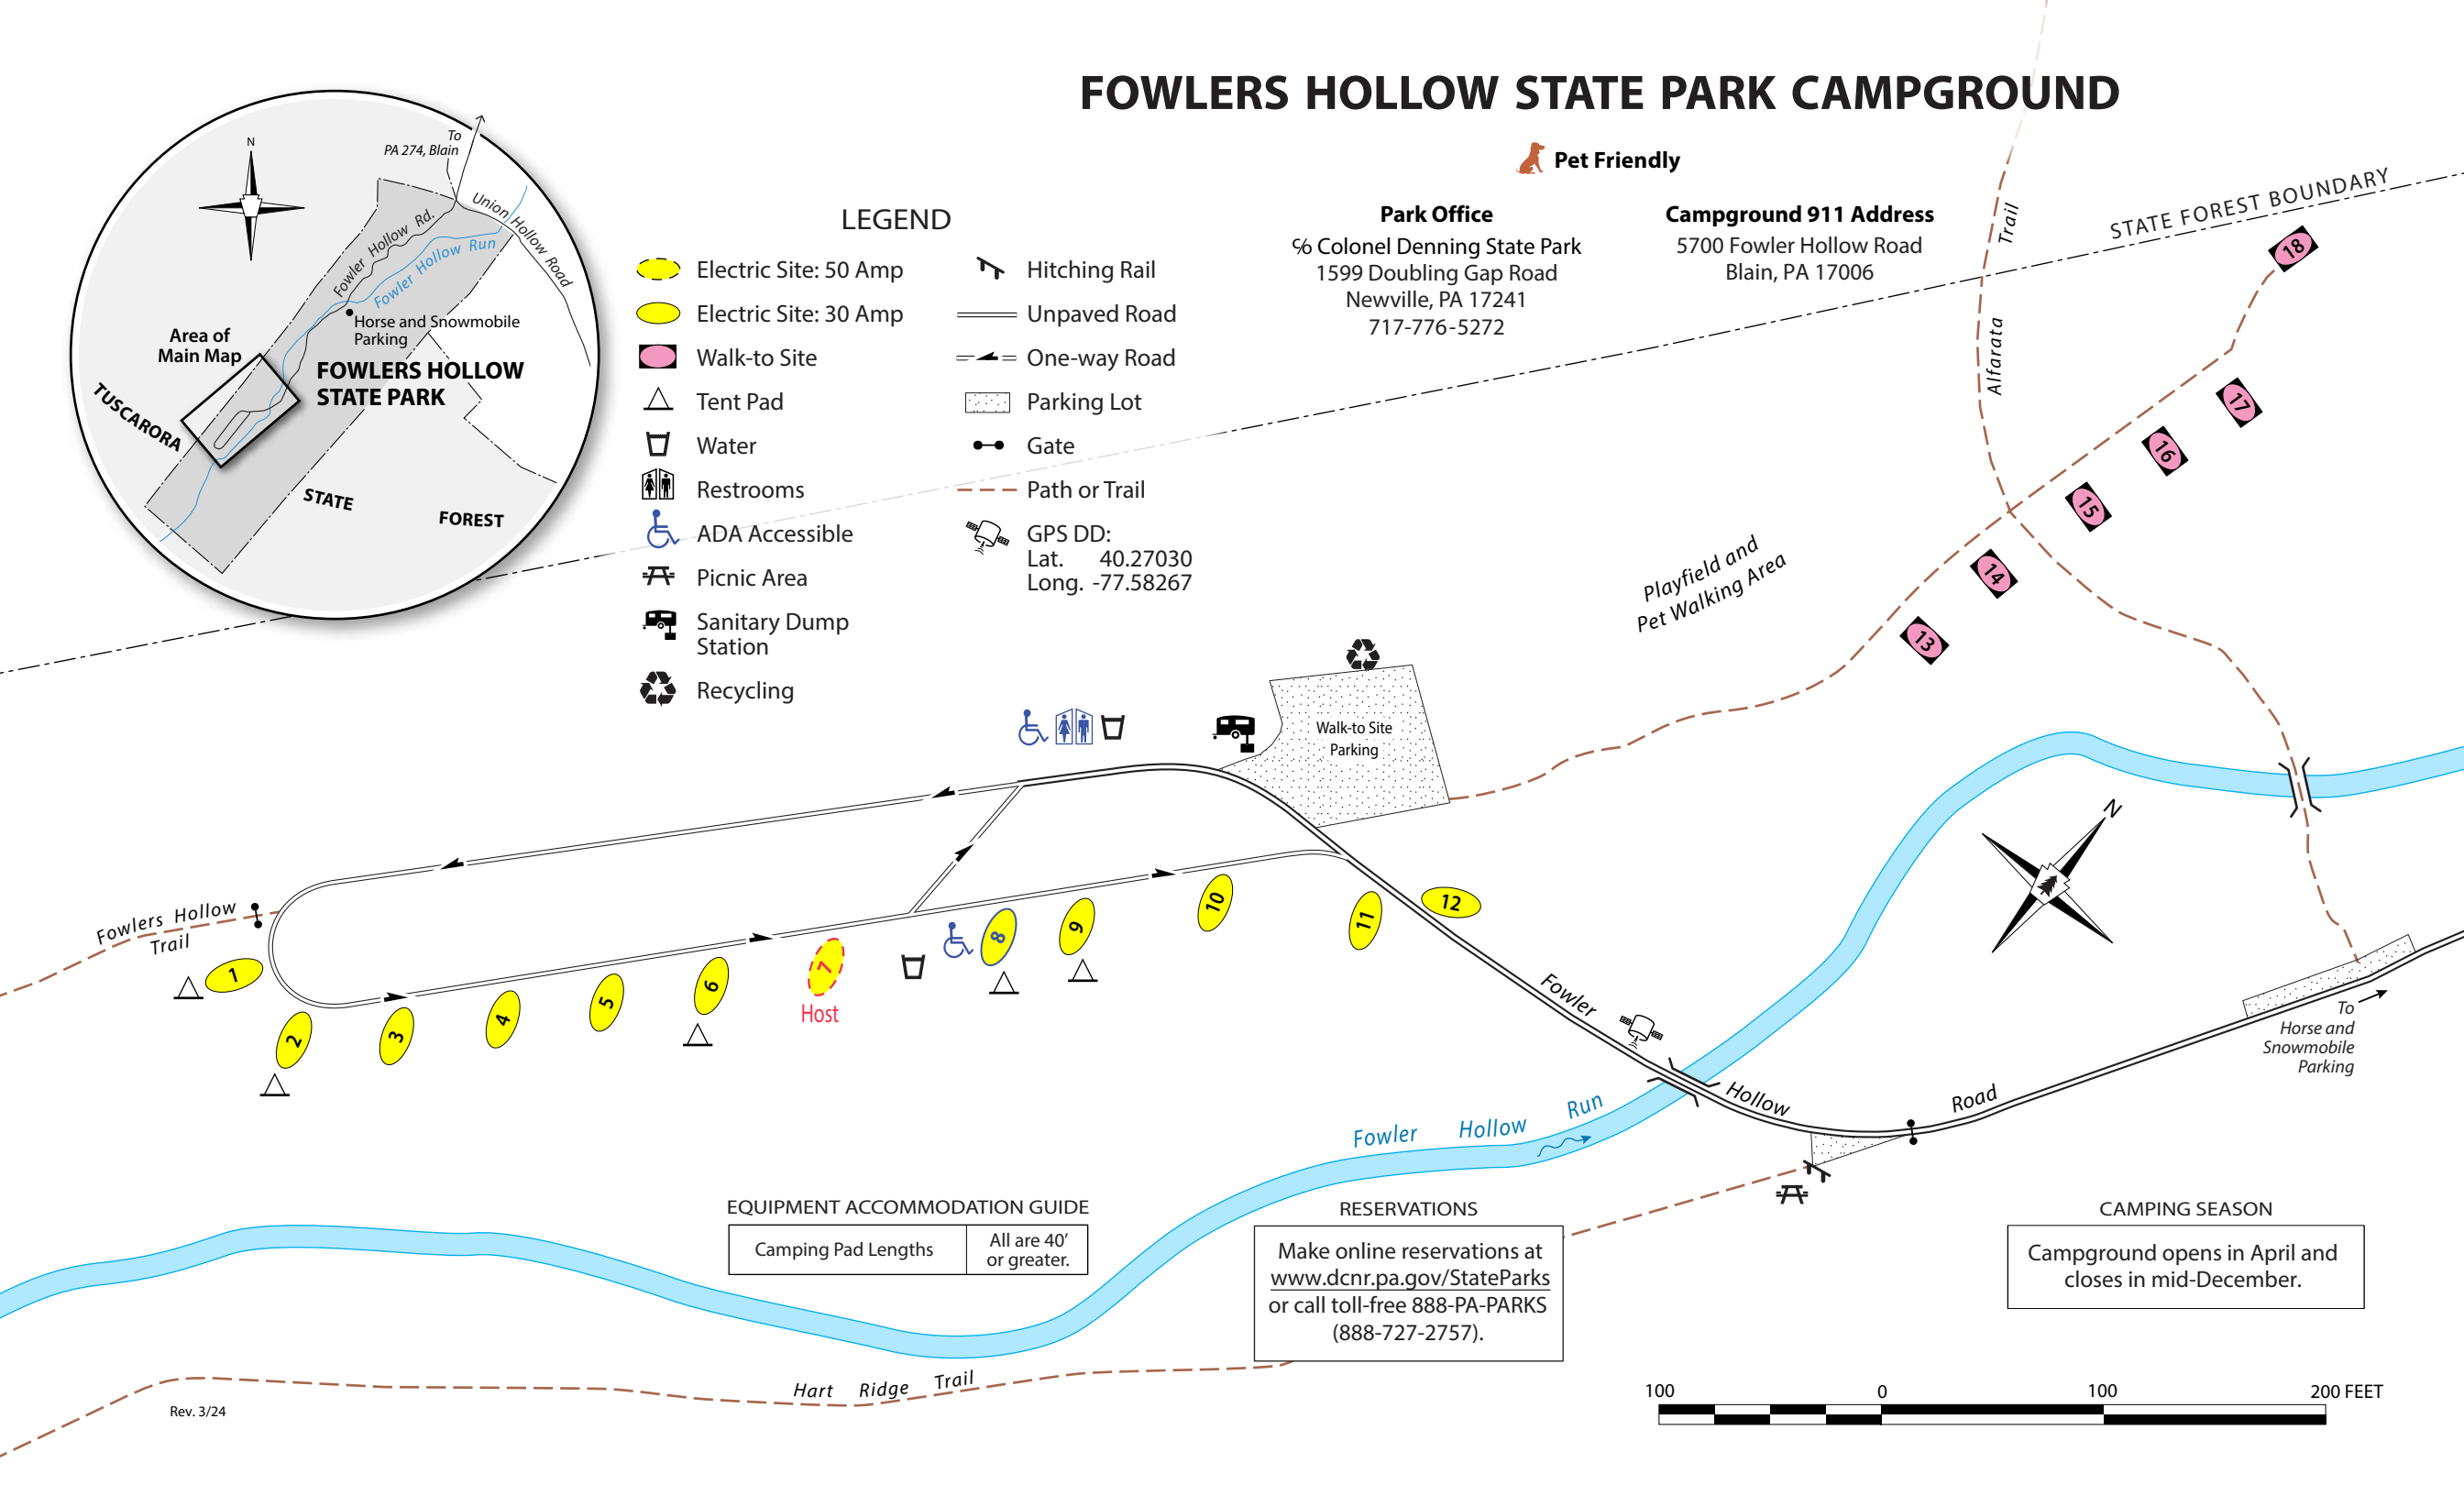 FOWLERS HOLLOW STATE PARK CAMPGROUND
Pet Friendly
Park Office
℅ Colonel Denning State Park
1599 Doubling Gap Road
Newville, PA 17241
717-776-5272
Campground 911 Address
5700 Fowler Hollow Road
Blain, PA 17006
N
To
PA 274, Blain
Union Hollow Road
Fowler Hollow Rd.
Fowler Hollow Run
Horse and Snowmobile
Parking
Area of
Main Map
FOWLERS HOLLOW
STATE PARK
TUSCARORA
STATE
FOREST
LEGEND
Electric Site: 50 Amp
Electric Site: 30 Amp
Walk-to Site
Tent Pad
Water
Restrooms
ADA Accessible
Picnic Area
Sanitary Dump
Station
Recycling
Hitching Rail
Unpaved Road
One-way Road
Parking Lot
Gate
Path or Trail
GPS DD:
Lat. 40.27030
Long. -77.58267
STATE FOREST BOUNDARY
Alfarata Trail
18
17
16
15
14
13
Playfield and
Pet Walking Area
Walk-to Site
Parking
Fowlers Hollow
Trail
1
2
3
4
5
6
7
Host
8
9
10
11
12
N
Fowler Hollow Road
To
Horse and
Snowmobile
Parking
Fowler Hollow Run
EQUIPMENT ACCOMMODATION GUIDE
Camping Pad Lengths
All are 40’
or greater.
RESERVATIONS
Make online reservations at
www.dcnr.pa.gov/StateParks
or call toll-free 888-PA-PARKS
(888-727-2757).
CAMPING SEASON
Campground opens in April and
closes in mid-December.
Hart Ridge Trail
Rev. 3/24
100 0 100 200 FEET